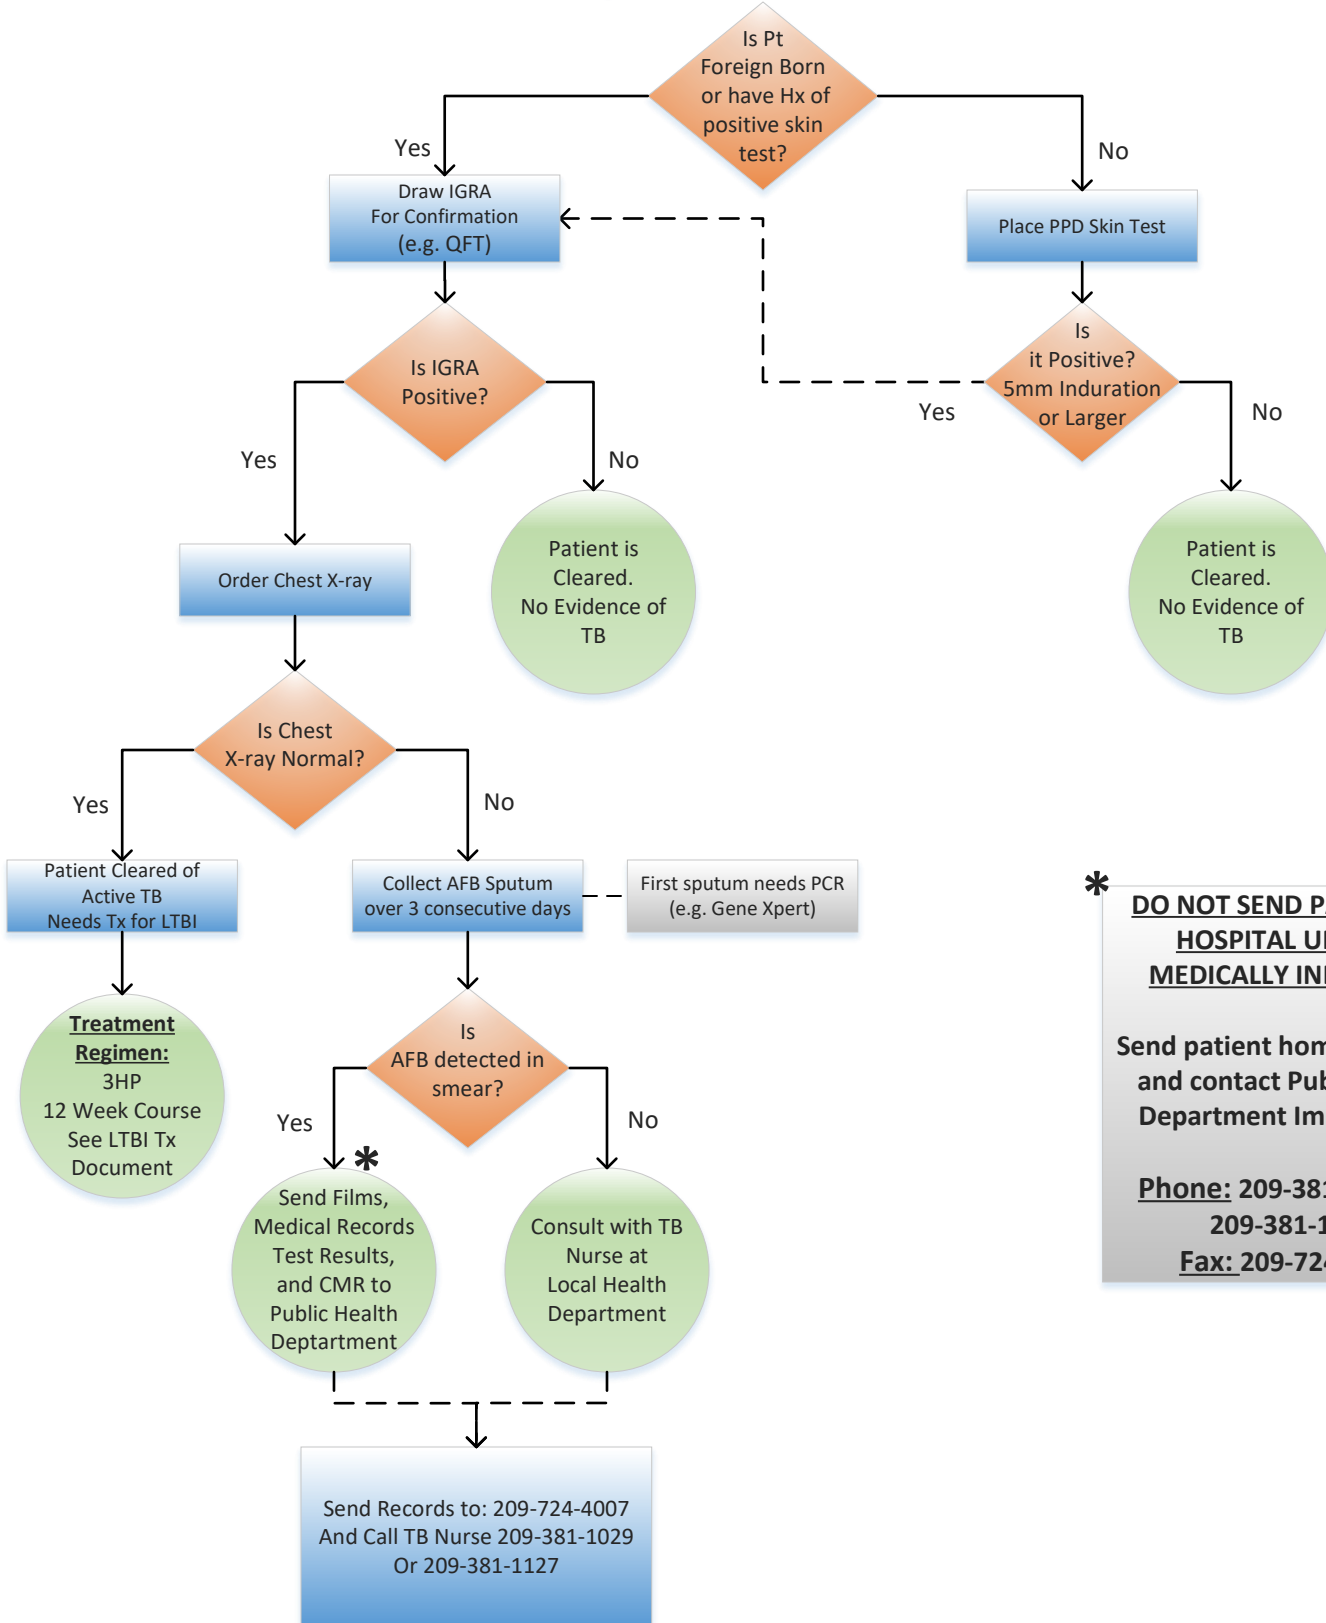 Is Pt
Foreign Born
or have Hx of
positive skin
test?
Yes
No
Draw IGRA
For Confirmation
(e.g. QFT)
Place PPD Skin Test
Is IGRA
Positive?
Is
it Positive?
5mm Induration
or Larger
Yes
No
Yes
No
Order Chest X-ray
Patient is
Cleared.
No Evidence of
TB
Patient is
Cleared.
No Evidence of
TB
Is Chest
X-ray Normal?
Yes
No
Patient Cleared of
Active TB
Needs Tx for LTBI
Collect AFB Sputum
over 3 consecutive days
First sputum needs PCR
(e.g. Gene Xpert)
*
DO NOT SEND
HOSPITAL
MEDICALLY
Send patient
and contact
Department
Phone: 209-381
209-381-1
Fax: 209-724
Treatment
Regimen:
3HP
12 Week Course
See LTBI Tx
Document
Is
AFB detected in
smear?
Yes
No
*
Send Films,
Medical Records
Test Results,
and CMR to
Public Health
Deptartment
Consult with TB
Nurse at
Local Health
Department
Send Records to: 209-724-4007
And Call TB Nurse 209-381-1029
Or 209-381-1127